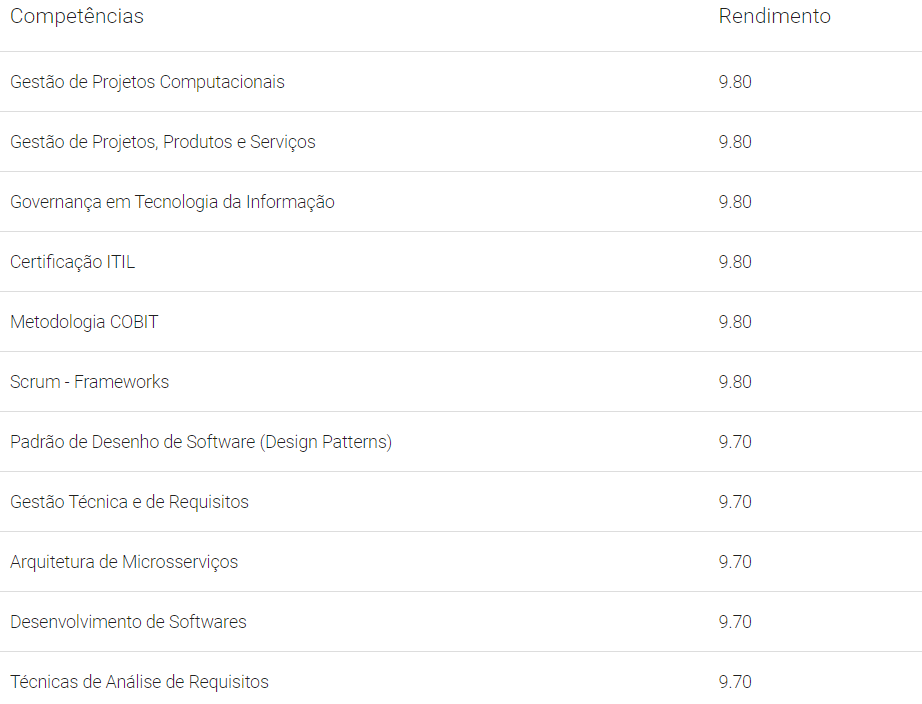 Competências Rendimento
Gestão de Projetos Computacionais 9.80
Gestão de Projetos, Produtos e Serviços 9.80
Governança em Tecnologia da Informação 9.80
Certificação ITIL 9.80
Metodologia COBIT 9.80
Scrum - Frameworks 9.80
Padrão de Desenho de Software (Design Patterns) 9.70
Gestão Técnica e de Requisitos 9.70
Arquitetura de Microsserviços 9.70
Desenvolvimento de Softwares 9.70
Técnicas de Análise de Requisitos 9.70